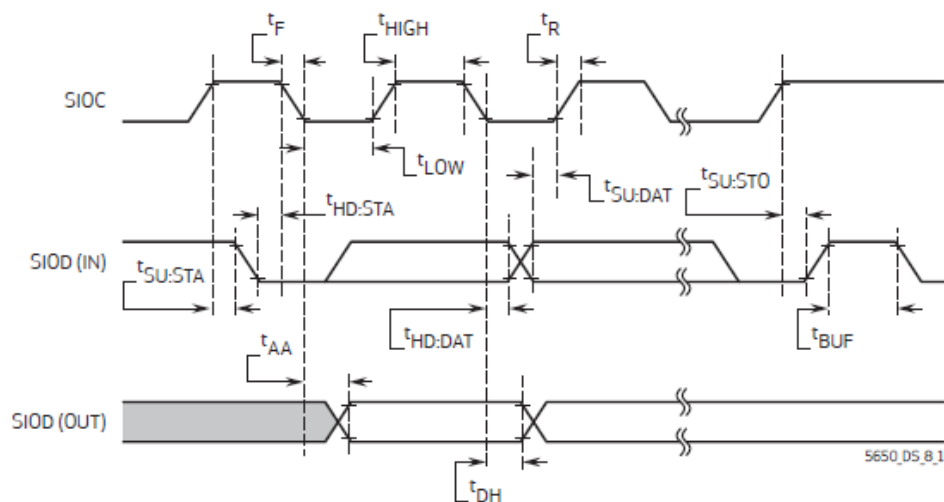 tF
tHIGH
tR
SIOC
tLOW
tSU:DAT
tSU:STO
tHD:STA
SIOD (IN)
tSU:STA
tHD:DAT
tBUF
tAA
SIOD (OUT)
5650_DS_8_1
tDH